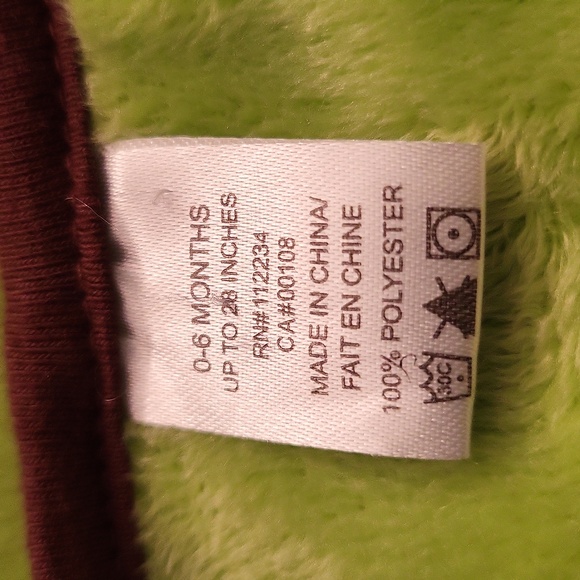 0-6 MONTHS
UP TO 28 INCHES
RN# 112234
CA#00108
MADE IN CHINA/
FAIT EN CHINE
100% POLYESTER
30C